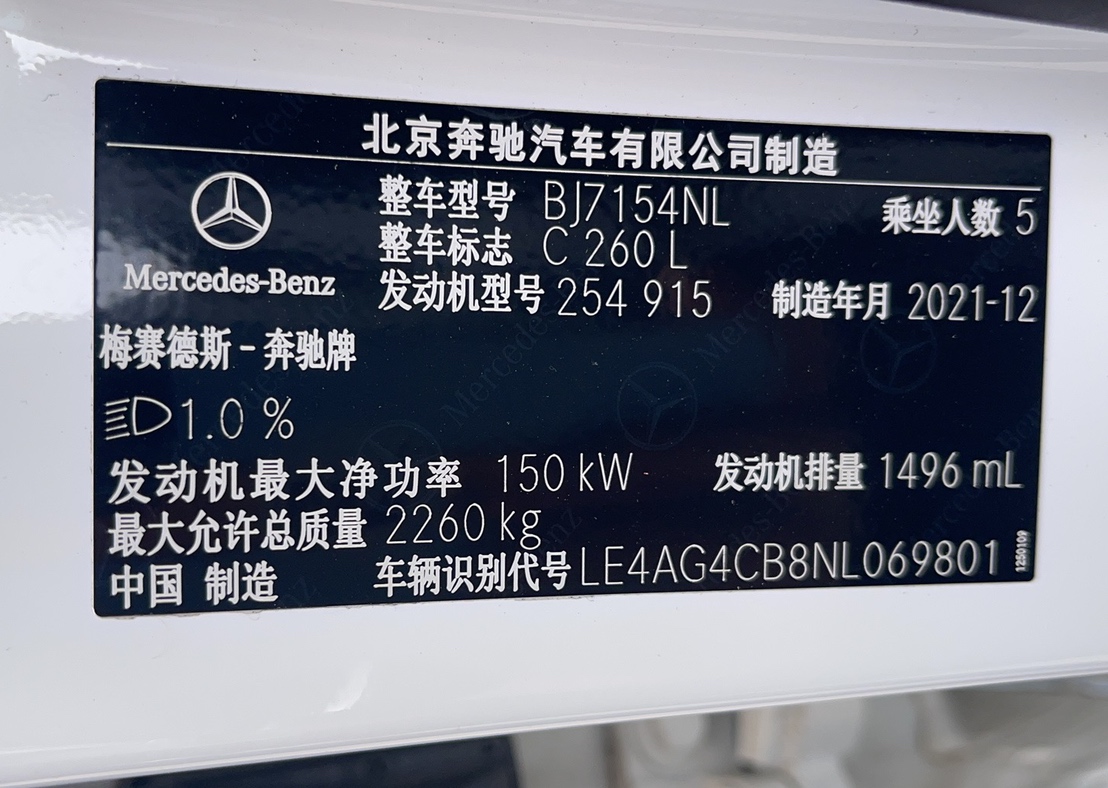 北京奔驰汽车有限公司制造
Mercedes-Benz
整车型号 BJ7154NL
乘坐人数 5
整车标志 C 260 L
发动机型号 254 915
制造年月 2021-12
梅赛德斯-奔驰牌
1.0 %
发动机最大净功率 150 kW
发动机排量 1496 mL
最大允许总质量 2260 kg
中国 制造
车辆识别代号 LE4AG4CB8NL069801
1250109